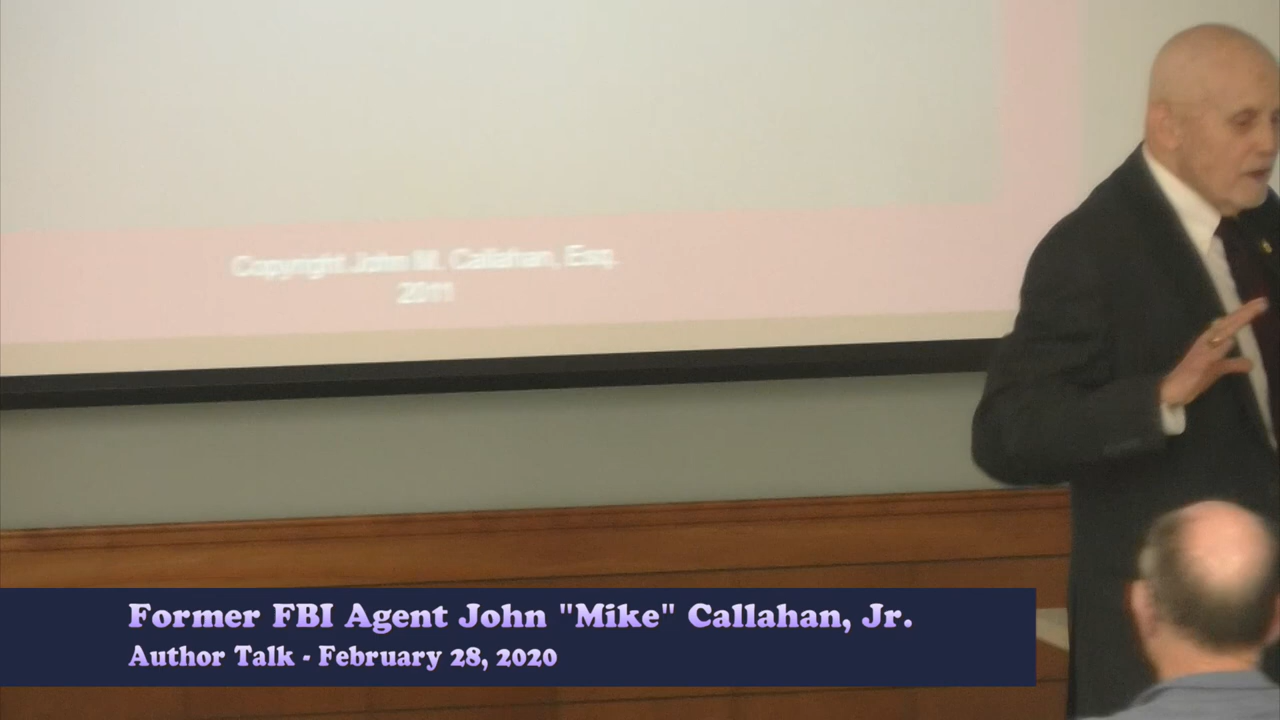 Copyright John M. Callahan, Esq.
2011
Former FBI Agent John "Mike" Callahan, Jr.
Author Talk - February 28, 2020